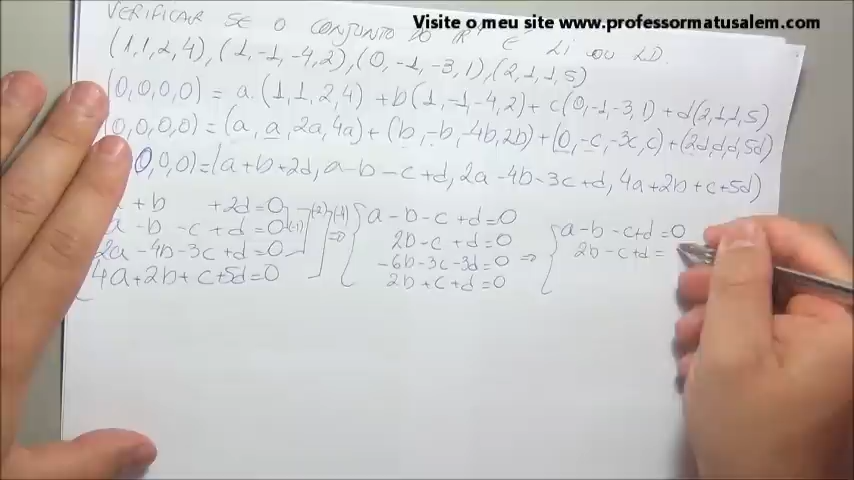 Visite o meu site www.professormatusalem.com
VERIFICAR SE O CONJUNTO DO IR⁴ É LI OU LD.
(1,1,2,4), (1,-1,-4,2), (0,-1,-3,1), (2,1,1,5)
(0,0,0,0) = a.(1,1,2,4) + b(1,-1-4,2) + c(0,-1,-3,1) + d(2,1,1,5)
(0,0,0,0) = (a, a, 2a, 4a) + (b, -b, -4b, 2b) + (0, -c, -3c, c) + (2d, d, d, 5d)
0,0,0) = (a+b+2d, a-b-c+d, 2a-4b-3c+d, 4a+2b+c+5d)
+ b +2d=0
a - b - c + d = 0 (-1)
2a - 4b - 3c + d = 0
4a + 2b + c + 5d = 0
(-2)
⇒
a - b - c + d = 0
2b - c + d = 0
-6b - 3c - 3d = 0
2b + c + d = 0
⇒
a - b - c + d = 0
2b - c + d =